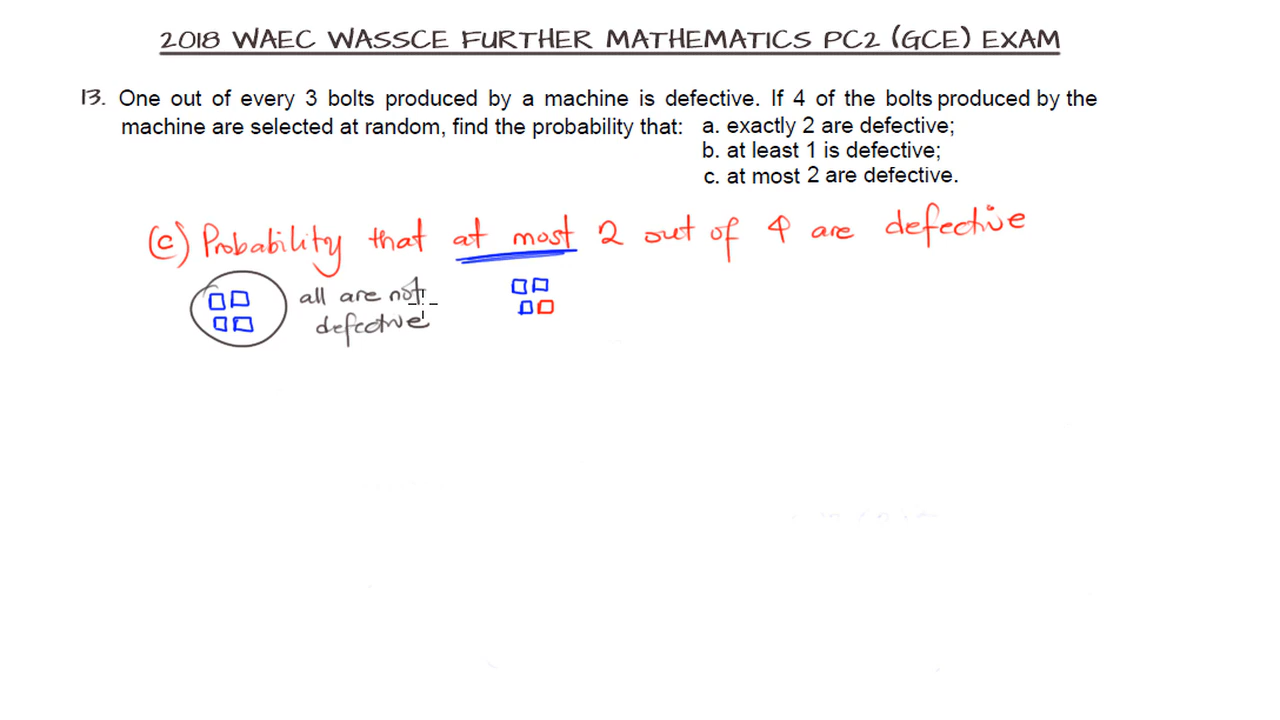 2018 WAEC WASSCE FURTHER MATHEMATICS PC2 (GCE) EXAM
13. One out of every 3 bolts produced by a machine is defective. If 4 of the bolts produced by the
machine are selected at random, find the probability that: a. exactly 2 are defective;
b. at least 1 is defective;
c. at most 2 are defective.
(c) Probability that at most 2 out of 4 are defective
all are not
defective